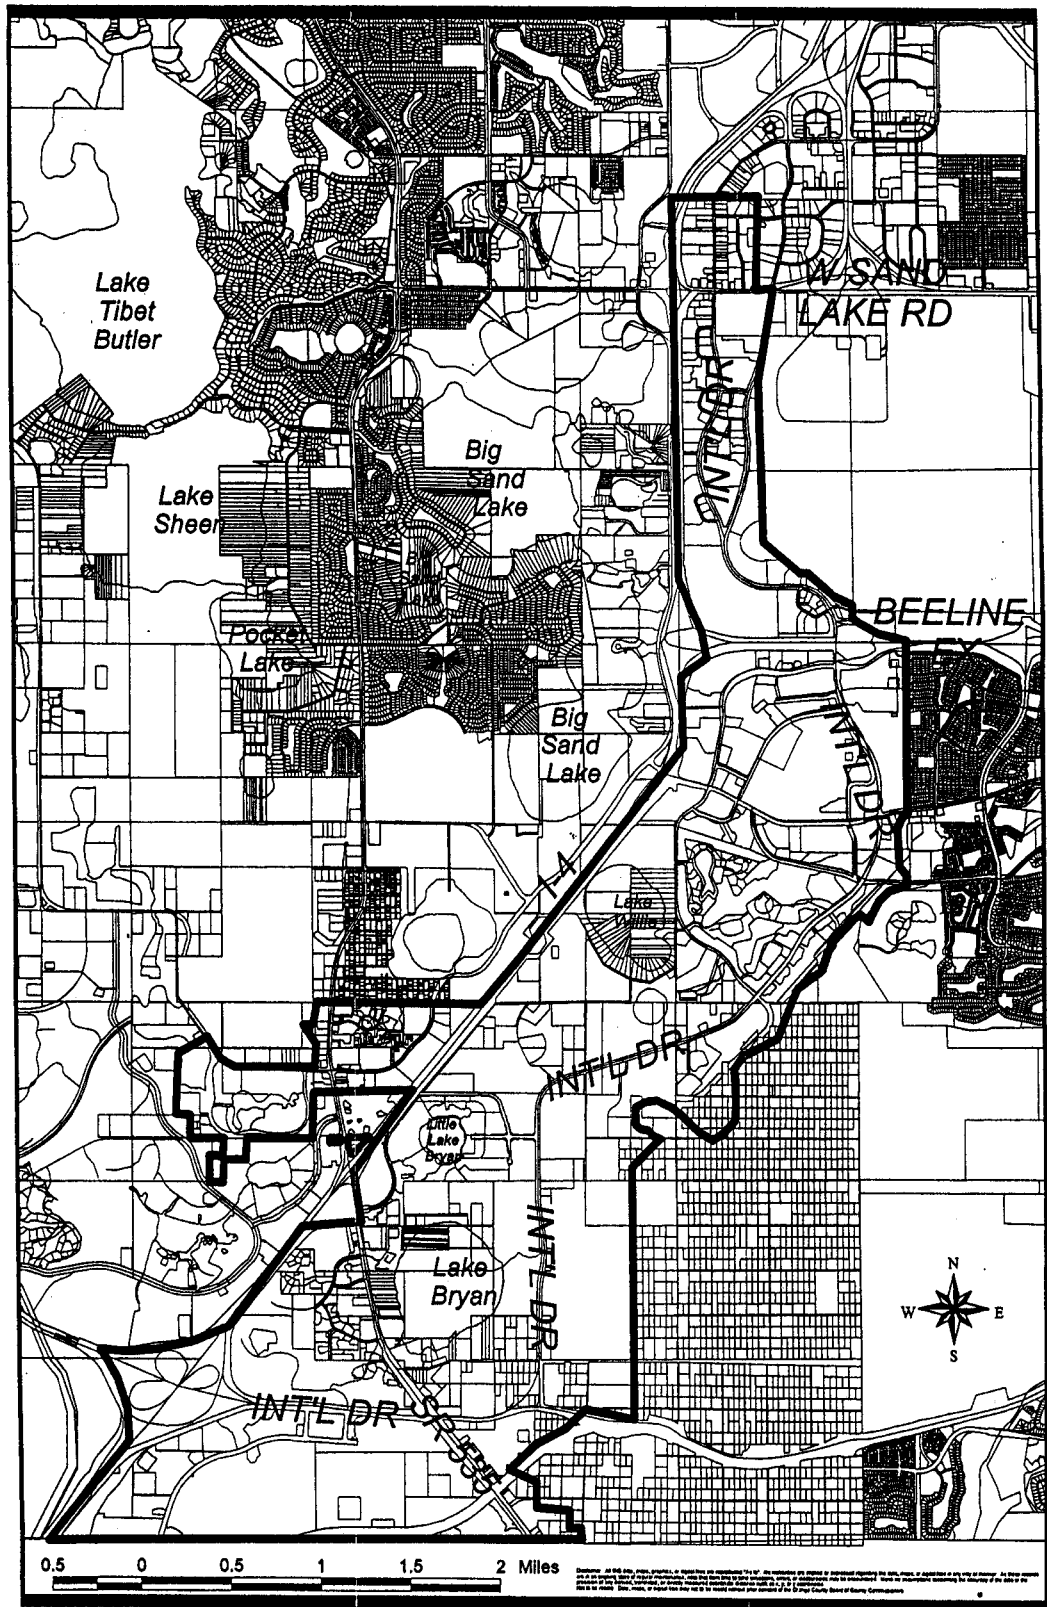 Lake
Tibet
Butler
W SAND
LAKE RD
INT'L DR
Big
Sand
Lake
Lake
Sheen
BEELINE
EX
Pocket
Lake
INT'L DR
Big
Sand
Lake
I-4
Lake
Willis
INT'L DR
Little
Lake
Bryan
INT'L DR
Lake
Bryan
N
W E
S
INT'L DR
SR 535
0.5 0 0.5 1 1.5 2 Miles